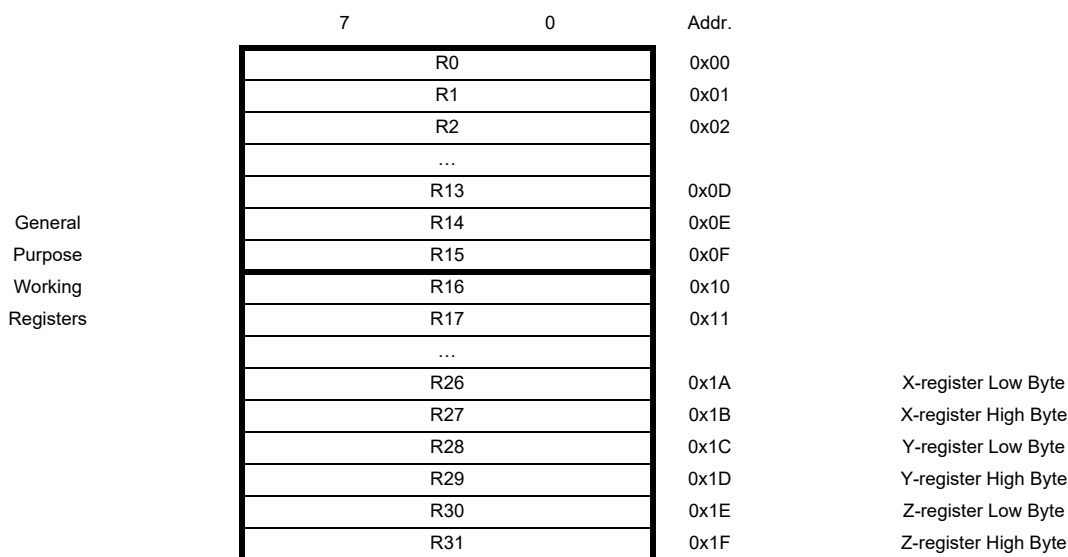 7 0 Addr.
R0 0x00
R1 0x01
R2 0x02
…
R13 0x0D
General R14 0x0E
Purpose R15 0x0F
Working R16 0x10
Registers R17 0x11
…
R26 0x1A X-register Low Byte
R27 0x1B X-register High Byte
R28 0x1C Y-register Low Byte
R29 0x1D Y-register High Byte
R30 0x1E Z-register Low Byte
R31 0x1F Z-register High Byte